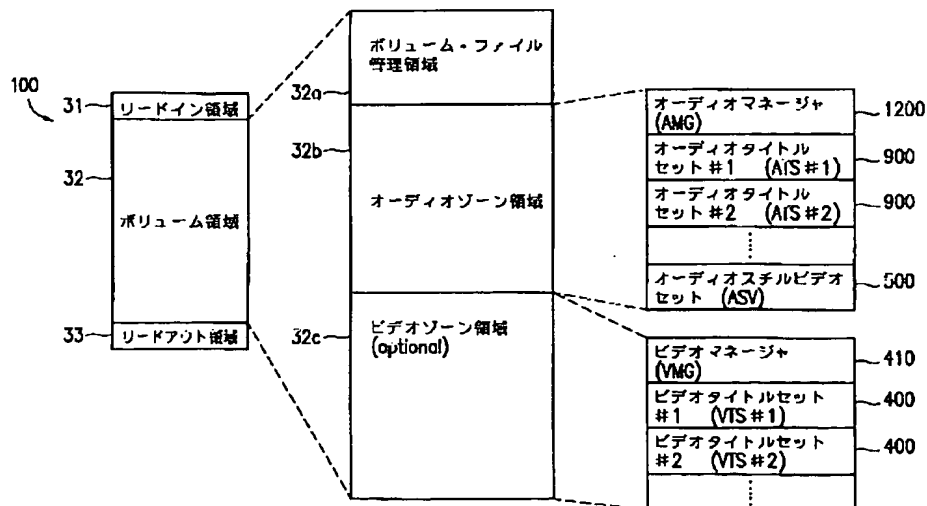 100
31
リードイン領域
32
ボリューム領域
33
リードアウト領域
ボリューム・ファイル
管理領域
32a
32b
オーディオゾーン領域
32c
ビデオゾーン領域
(optional)
オーディオマネージャ
(AMG)
1200
オーディオタイトル
セット#1 (ATS#1)
900
オーディオタイトル
セット#2 (ATS#2)
900
オーディオスチルビデオ
セット (ASV)
500
ビデオマネージャ
(VMG)
410
ビデオタイトルセット
#1 (VTS#1)
400
ビデオタイトルセット
#2 (VTS#2)
400